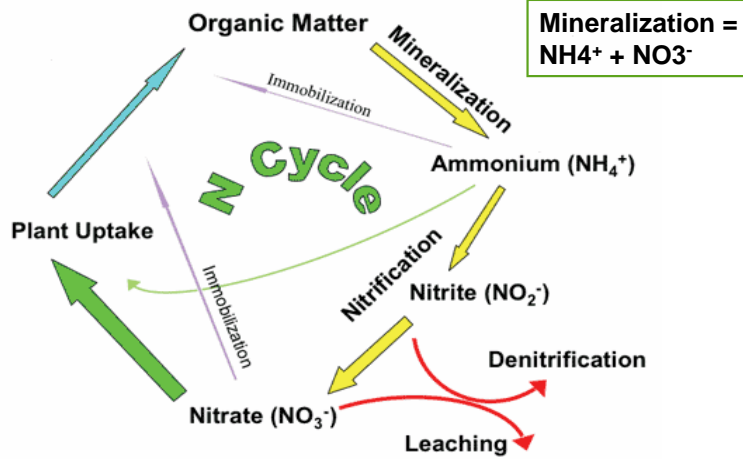 Organic Matter
Mineralization =
NH4⁺ + NO3⁻
Mineralization
Immobilization
N Cycle
Ammonium (NH₄⁺)
Plant Uptake
Immobilization
Nitrification
Nitrite (NO₂⁻)
Denitrification
Nitrate (NO₃⁻)
Leaching